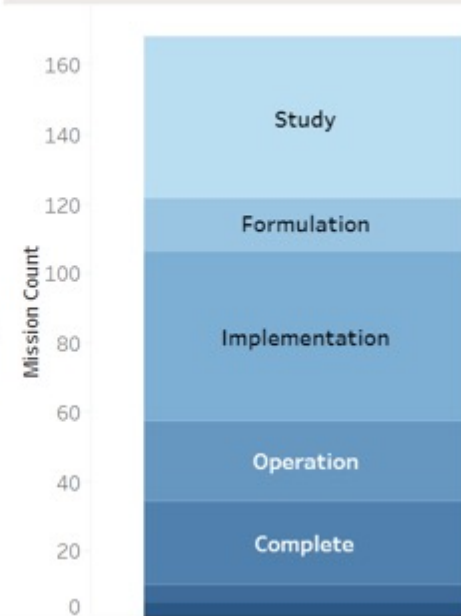 160
Study
140
120
Formulation
Mission Count
100
80
Implementation
60
Operation
40
Complete
20
0